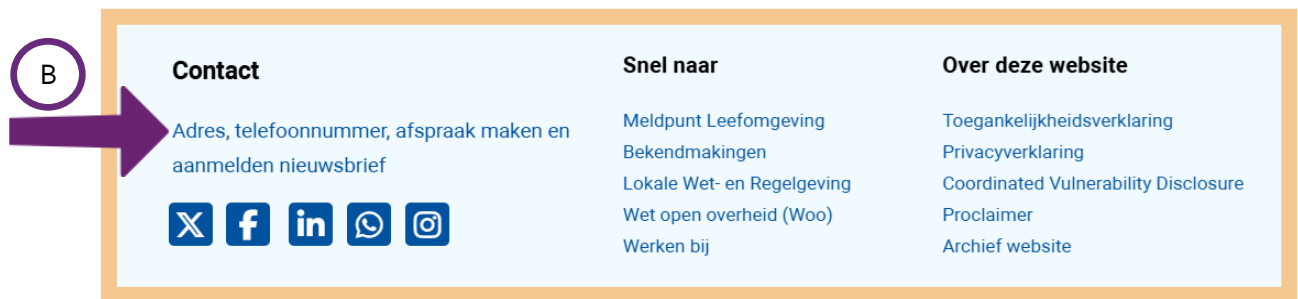 B
Contact
Adres, telefoonnummer, afspraak maken en
aanmelden nieuwsbrief
Snel naar
Meldpunt Leefomgeving
Bekendmakingen
Lokale Wet- en Regelgeving
Wet open overheid (Woo)
Werken bij
Over deze website
Toegankelijkheidsverklaring
Privacyverklaring
Coordinated Vulnerability Disclosure
Proclaimer
Archief website